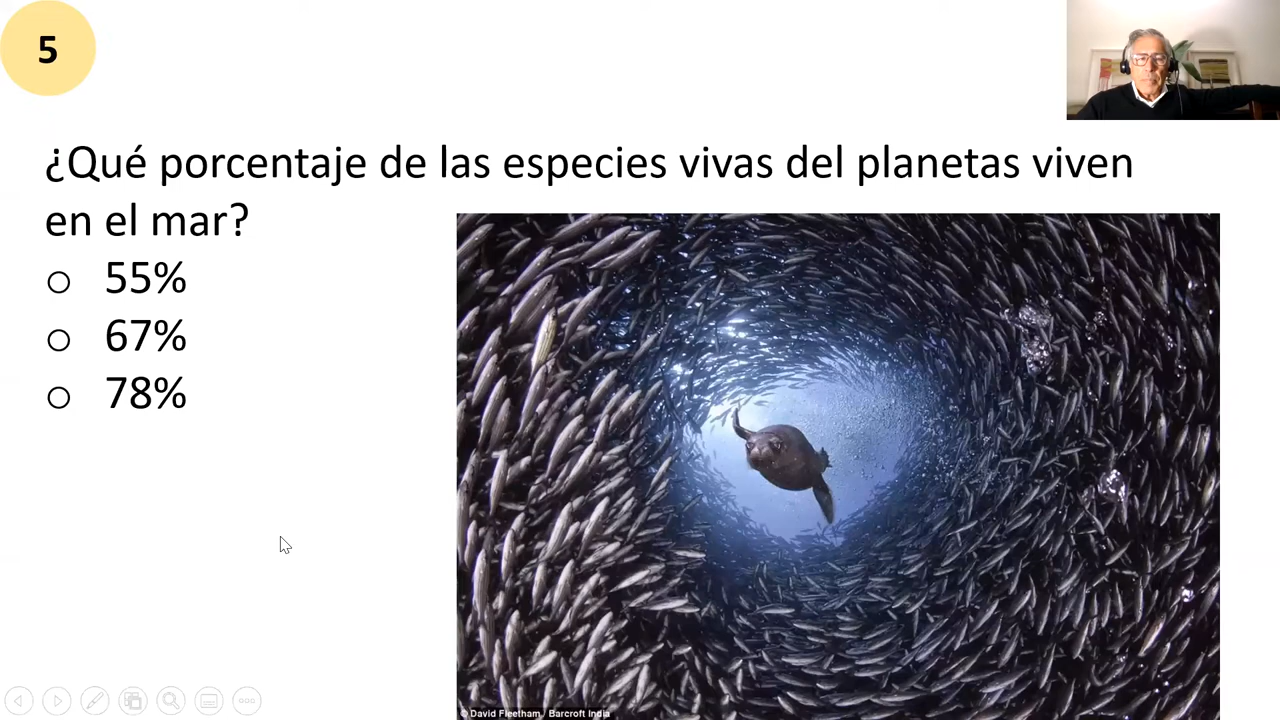 5
¿Qué porcentaje de las especies vivas del planetas viven
en el mar?
o 55%
o 67%
o 78%
© David Fleetham / Barcroft India